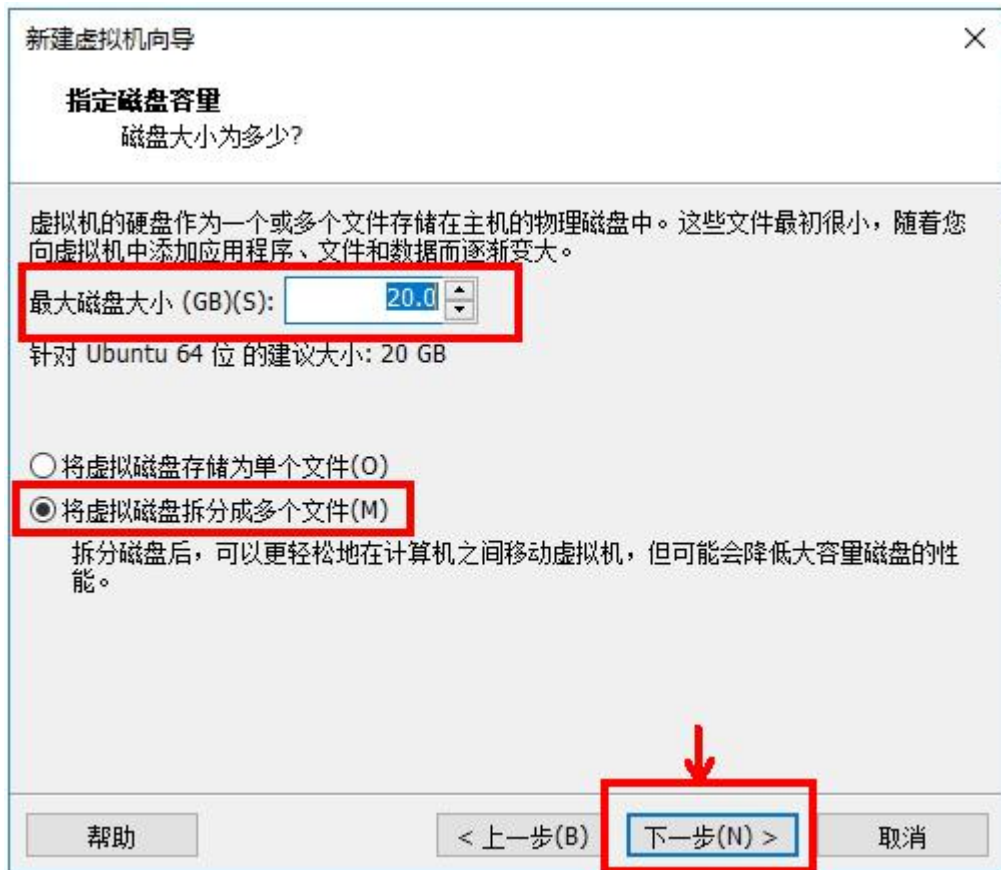 新建虚拟机向导
指定磁盘容量
磁盘大小为多少?
虚拟机的硬盘作为一个或多个文件存储在主机的物理磁盘中。这些文件最初很小，随着您
向虚拟机中添加应用程序、文件和数据而逐渐变大。
最大磁盘大小 (GB)(S): 20.0
针对 Ubuntu 64 位 的建议大小: 20 GB
将虚拟磁盘存储为单个文件(O)
将虚拟磁盘拆分成多个文件(M)
拆分磁盘后，可以更轻松地在计算机之间移动虚拟机，但可能会降低大容量磁盘的性
能。
帮助 < 上一步(B) 下一步(N) > 取消